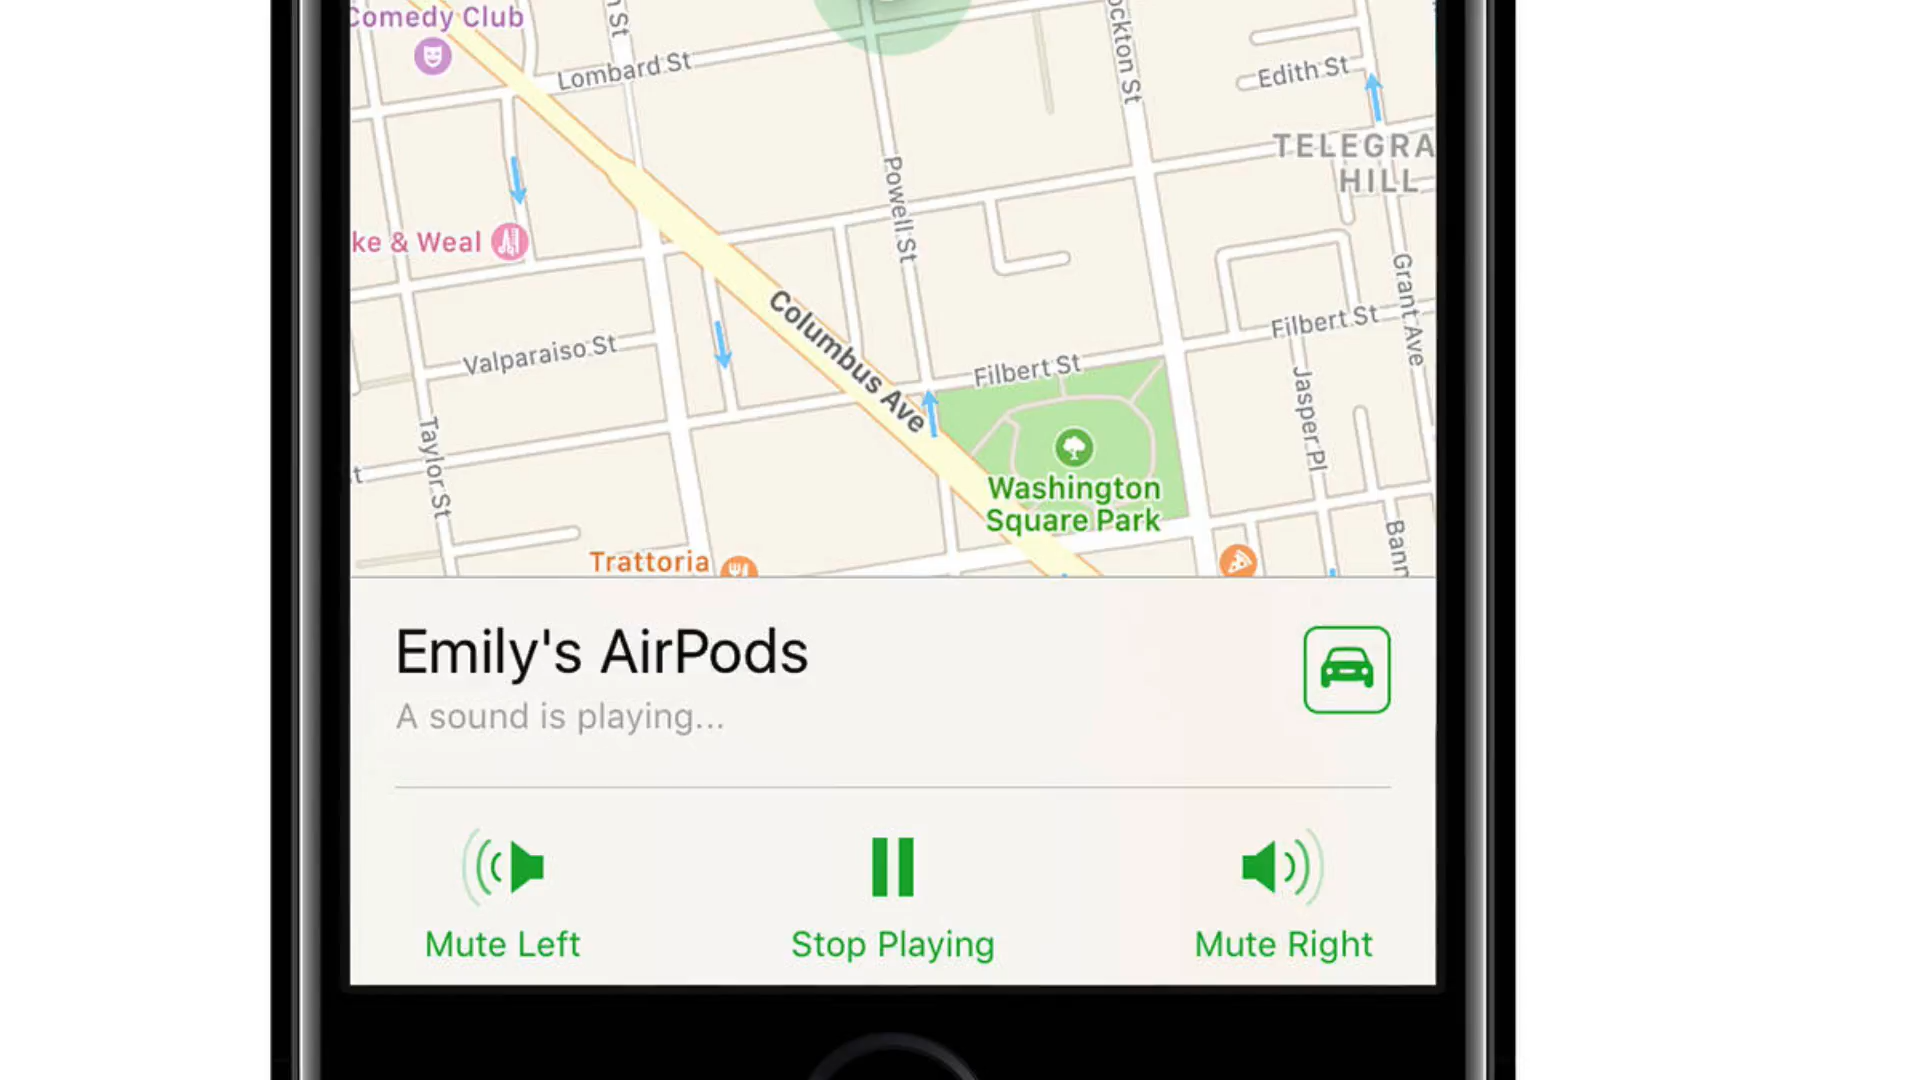 Comedy Club
Lombard St
Edith St
TELEGRA
HILL
Powell St
ke & Weal
Columbus Ave
Grant Ave
Filbert St
Valparaiso St
Filbert St
Jasper Pl
Taylor St
Washington
Square Park
Trattoria
Bann
Emily's AirPods
A sound is playing...
Mute Left
Stop Playing
Mute Right